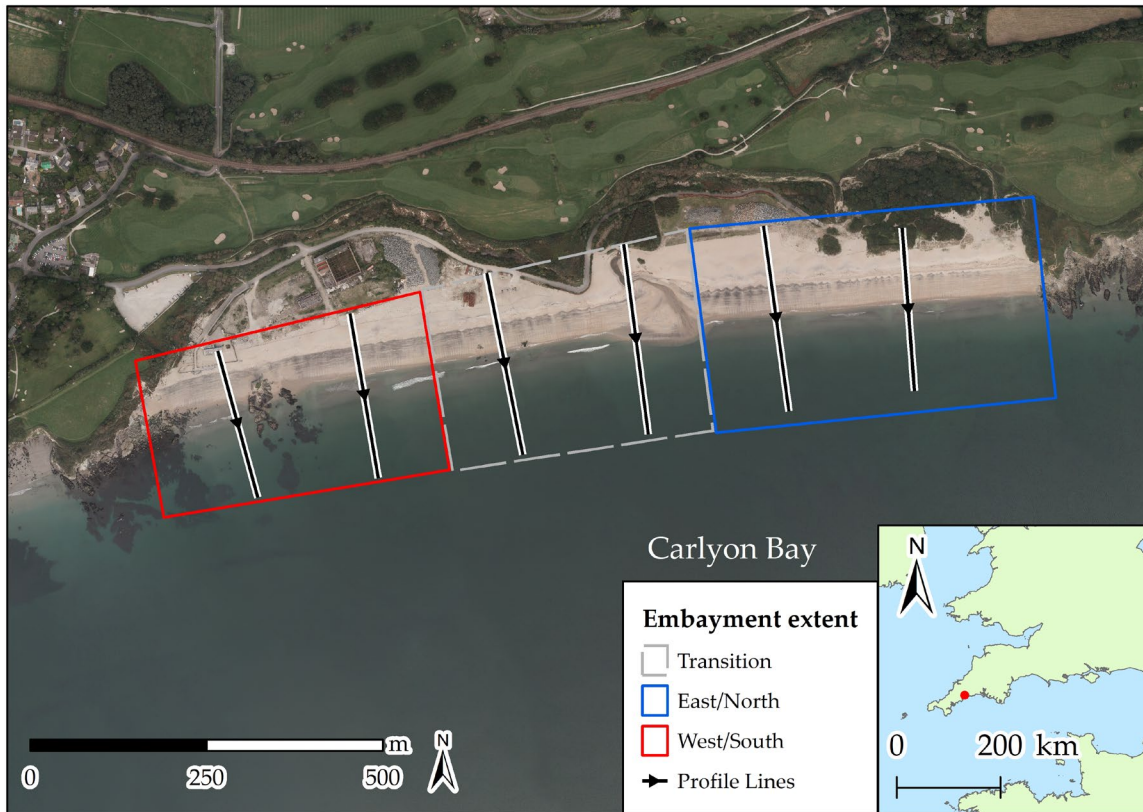 Carlyon Bay
Embayment extent
Transition
East/North
West/South
Profile Lines
m
0
250
500
N
N
0
200 km